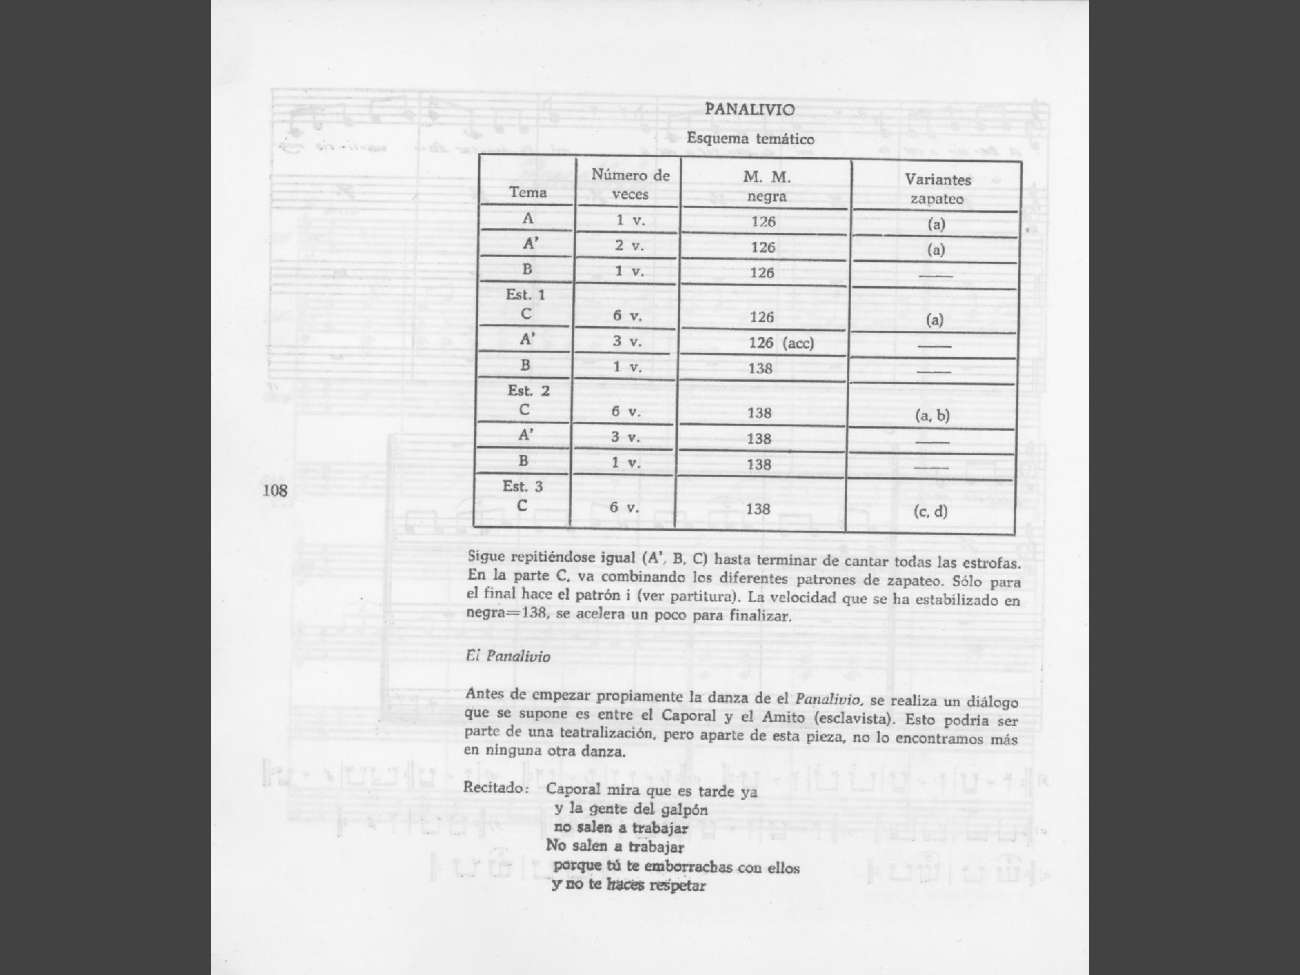 PANALIVIO
Esquema temático
Tema Número de veces M. M. negra Variantes zapateo
A 1 v. 126 (a)
A' 2 v. 126 (a)
B 1 v. 126 ——
Est. 1
C 6 v. 126 (a)
A' 3 v. 126 (acc) ——
B 1 v. 138 ——
Est. 2
C 6 v. 138 (a, b)
A' 3 v. 138 ——
B 1 v. 138 ——
Est. 3
C 6 v. 138 (c, d)
108
Sigue repitiéndose igual (A', B, C) hasta terminar de cantar todas las estrofas.
En la parte C, va combinando los diferentes patrones de zapateo. Sólo para
el final hace el patrón i (ver partitura). La velocidad que se ha estabilizado en
negra=138, se acelera un poco para finalizar.
El Panalivio
Antes de empezar propiamente la danza de el Panalivio, se realiza un diálogo
que se supone es entre el Caporal y el Amito (esclavista). Esto podría ser
parte de una teatralización, pero aparte de esta pieza, no lo encontramos más
en ninguna otra danza.
Recitado: Caporal mira que es tarde ya
y la gente del galpón
no salen a trabajar
No salen a trabajar
porque tú te emborrachas con ellos
y no te haces respetar